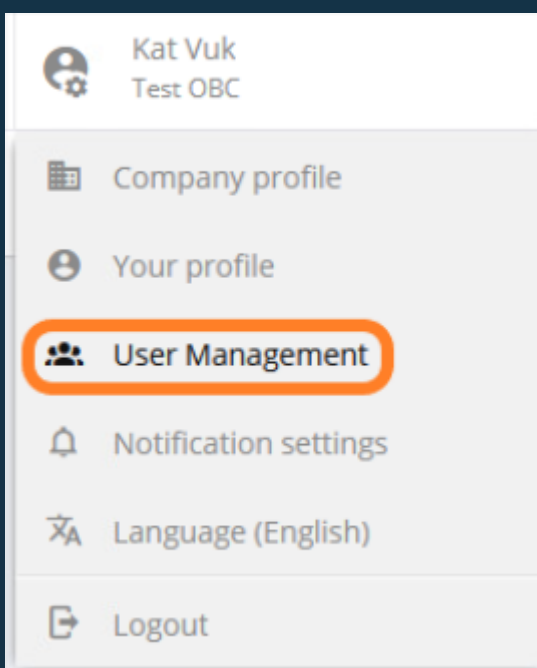 Kat Vuk
Test OBC
Company profile
Your profile
User Management
Notification settings
Language (English)
Logout